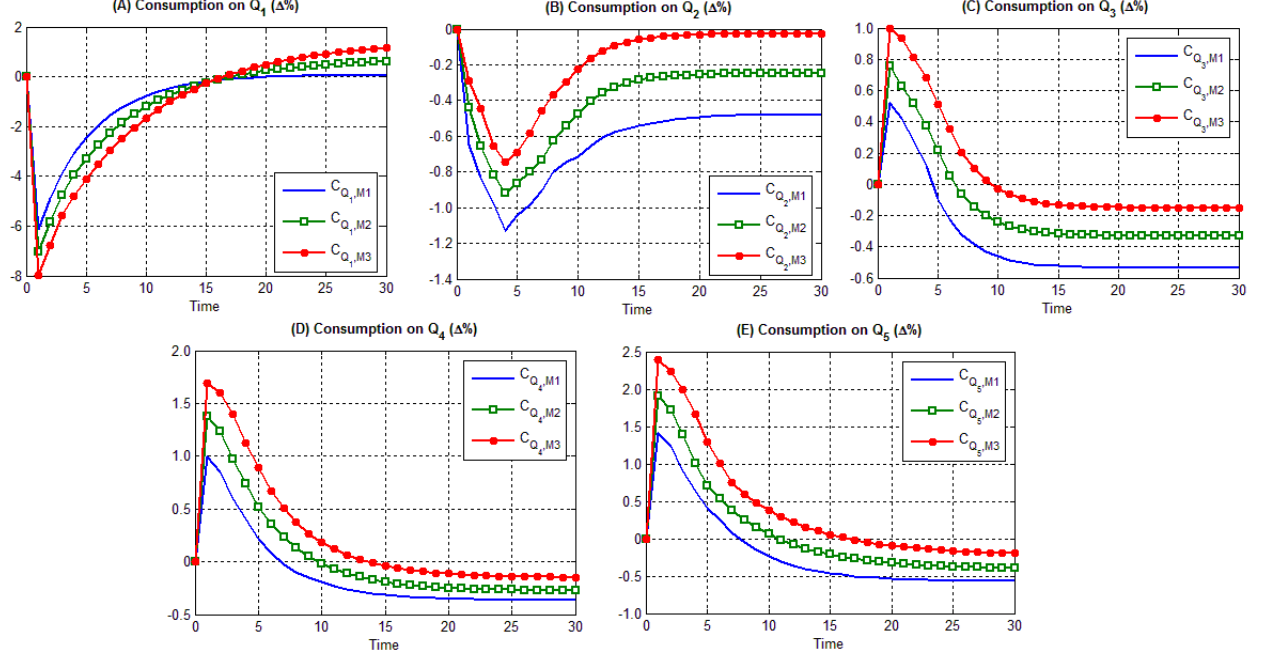 (A) Consumption on Q1 (Δ%)
2
0
-2
-4
-6
-8
0 5 10 15 20 25 30
Time
CQ1,M1
CQ1,M2
CQ1,M3
(B) Consumption on Q2 (Δ%)
0
-0.2
-0.4
-0.6
-0.8
-1.0
-1.2
-1.4
0 5 10 15 20 25 30
Time
CQ2,M1
CQ2,M2
CQ2,M3
(C) Consumption on Q3 (Δ%)
1.0
0.8
0.6
0.4
0.2
0
-0.2
-0.4
-0.6
0 5 10 15 20 25 30
Time
CQ3,M1
CQ3,M2
CQ3,M3
(D) Consumption on Q4 (Δ%)
2.0
1.5
1.0
0.5
0
-0.5
0 5 10 15 20 25 30
Time
CQ4,M1
CQ4,M2
CQ4,M3
(E) Consumption on Q5 (Δ%)
2.5
2.0
1.5
1.0
0.5
0
-0.5
-1.0
0 5 10 15 20 25 30
Time
CQ5,M1
CQ5,M2
CQ5,M3